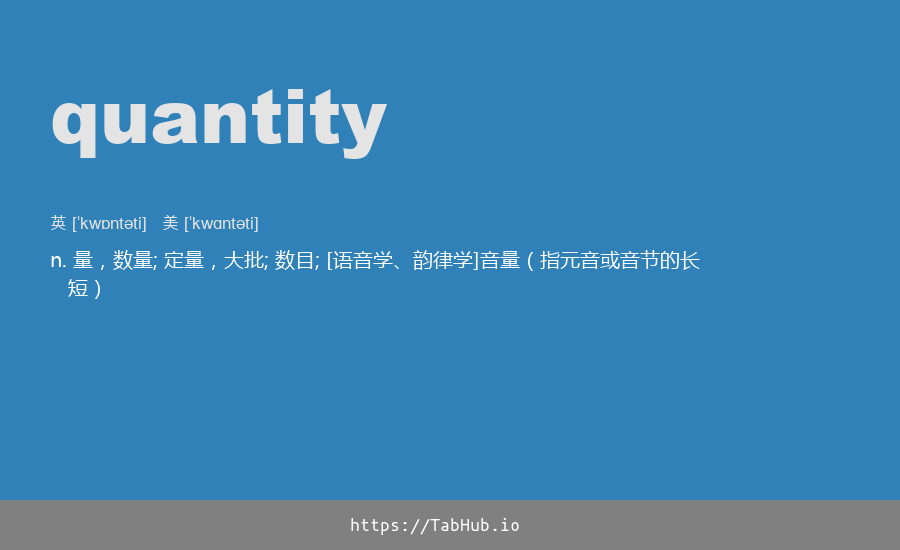 quantity
英 [ˈkwɒntəti] 美 [ˈkwɑntəti]
n. 量，数量; 定量，大批; 数目; [语音学、韵律学]音量（指元音或音节的长
短）
https://TabHub.io